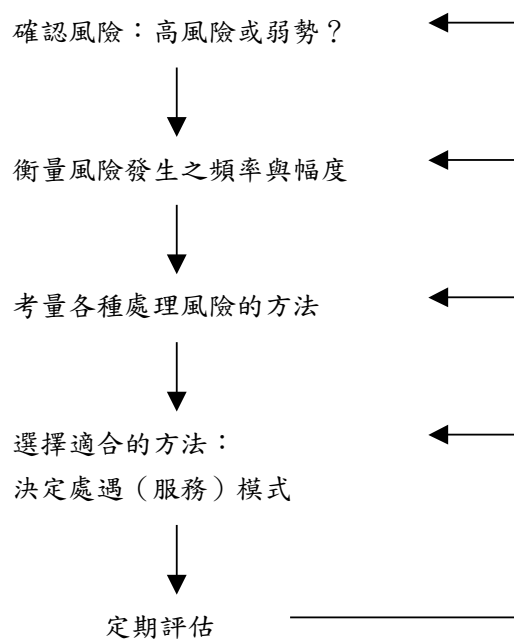 確認風險：高風險或弱勢？
衡量風險發生之頻率與幅度
考量各種處理風險的方法
選擇適合的方法：
決定處遇（服務）模式
定期評估